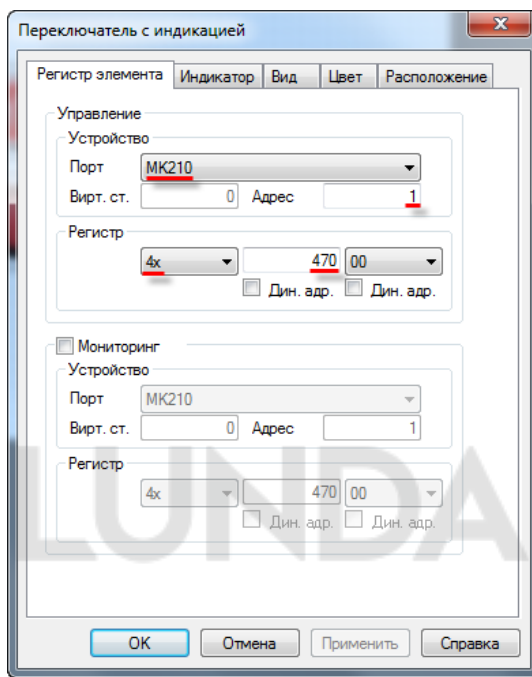 Переключатель с индикацией
Регистр элемента Индикатор Вид Цвет Расположение
Управление
Устройство
Порт MK210
Вирт. ст. 0 Адрес 1
Регистр
4x 470 00
Дин. адр. Дин. адр.
Мониторинг
Устройство
Порт MK210
Вирт. ст. 0 Адрес 1
Регистр
4x 470 00
Дин. адр. Дин. адр.
LUNDA
OK Отмена Применить Справка